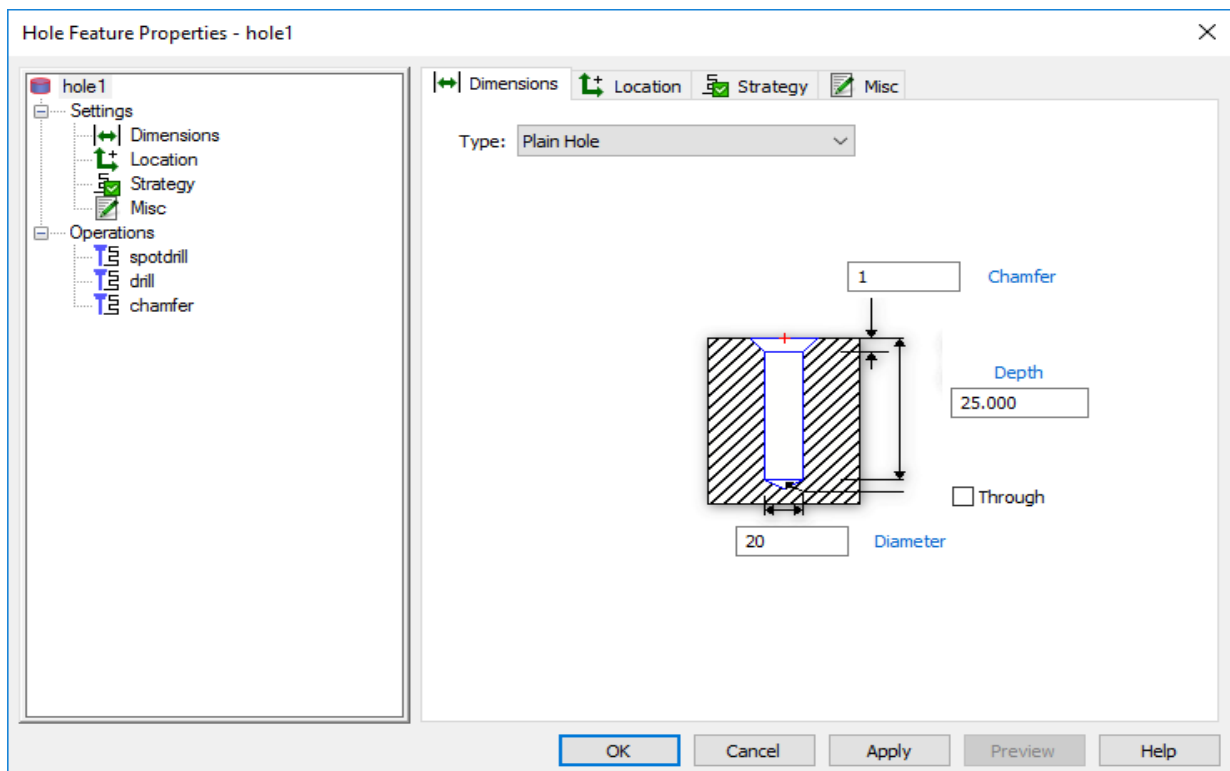 Hole Feature Properties - hole1
hole1
Settings
Dimensions
Location
Strategy
Misc
Operations
spotdrill
drill
chamfer
Dimensions Location Strategy Misc
Type: Plain Hole
1 Chamfer
Depth
25.000
Through
20 Diameter
OK Cancel Apply Preview Help